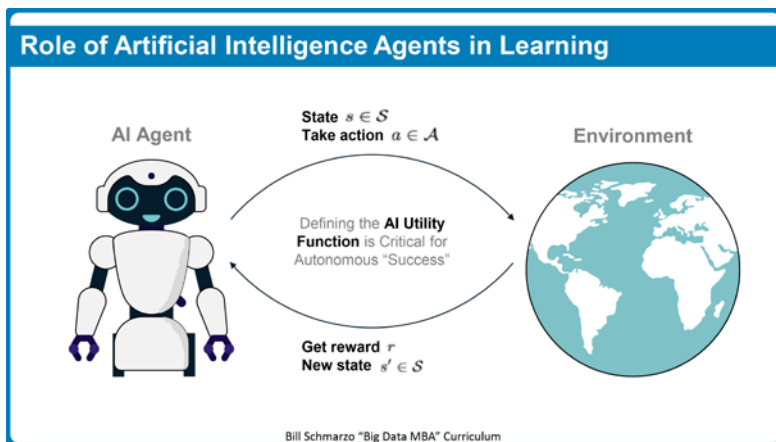 Role of Artificial Intelligence Agents in Learning
State s ∈ 𝒮
Take action a ∈ 𝒜
AI Agent
Environment
Defining the AI Utility
Function is Critical for
Autonomous “Success”
Get reward r
New state s′ ∈ 𝒮
Bill Schmarzo “Big Data MBA” Curriculum